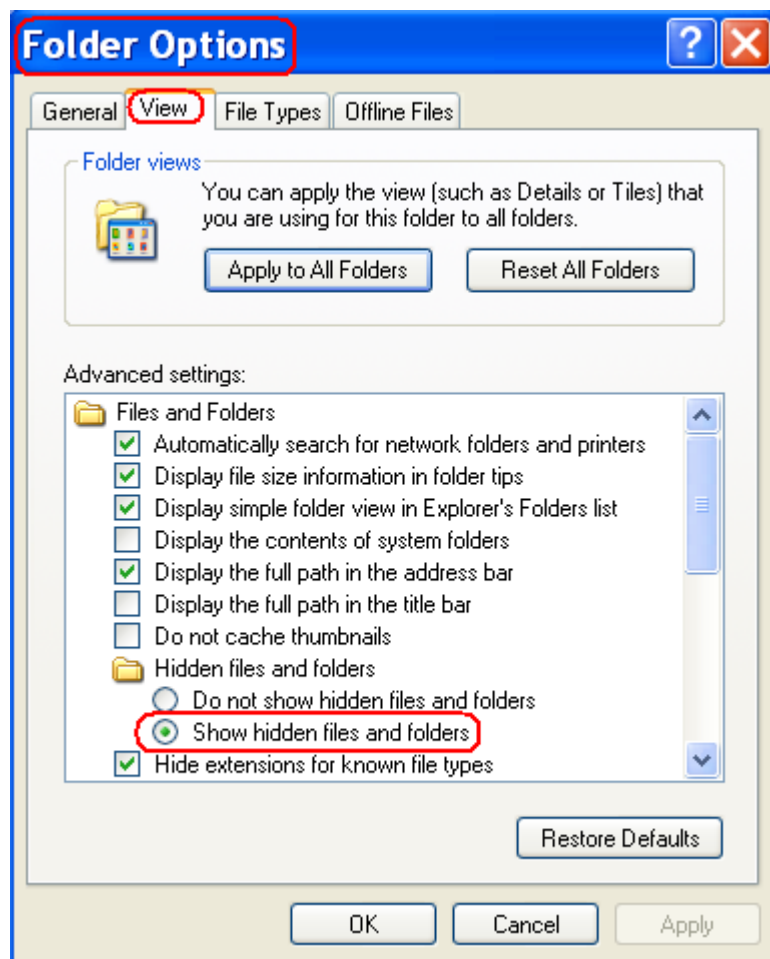 Folder Options
General View File Types Offline Files
Folder views
You can apply the view (such as Details or Tiles) that
you are using for this folder to all folders.
Apply to All Folders Reset All Folders
Advanced settings:
Files and Folders
Automatically search for network folders and printers
Display file size information in folder tips
Display simple folder view in Explorer's Folders list
Display the contents of system folders
Display the full path in the address bar
Display the full path in the title bar
Do not cache thumbnails
Hidden files and folders
Do not show hidden files and folders
Show hidden files and folders
Hide extensions for known file types
Restore Defaults
OK Cancel Apply